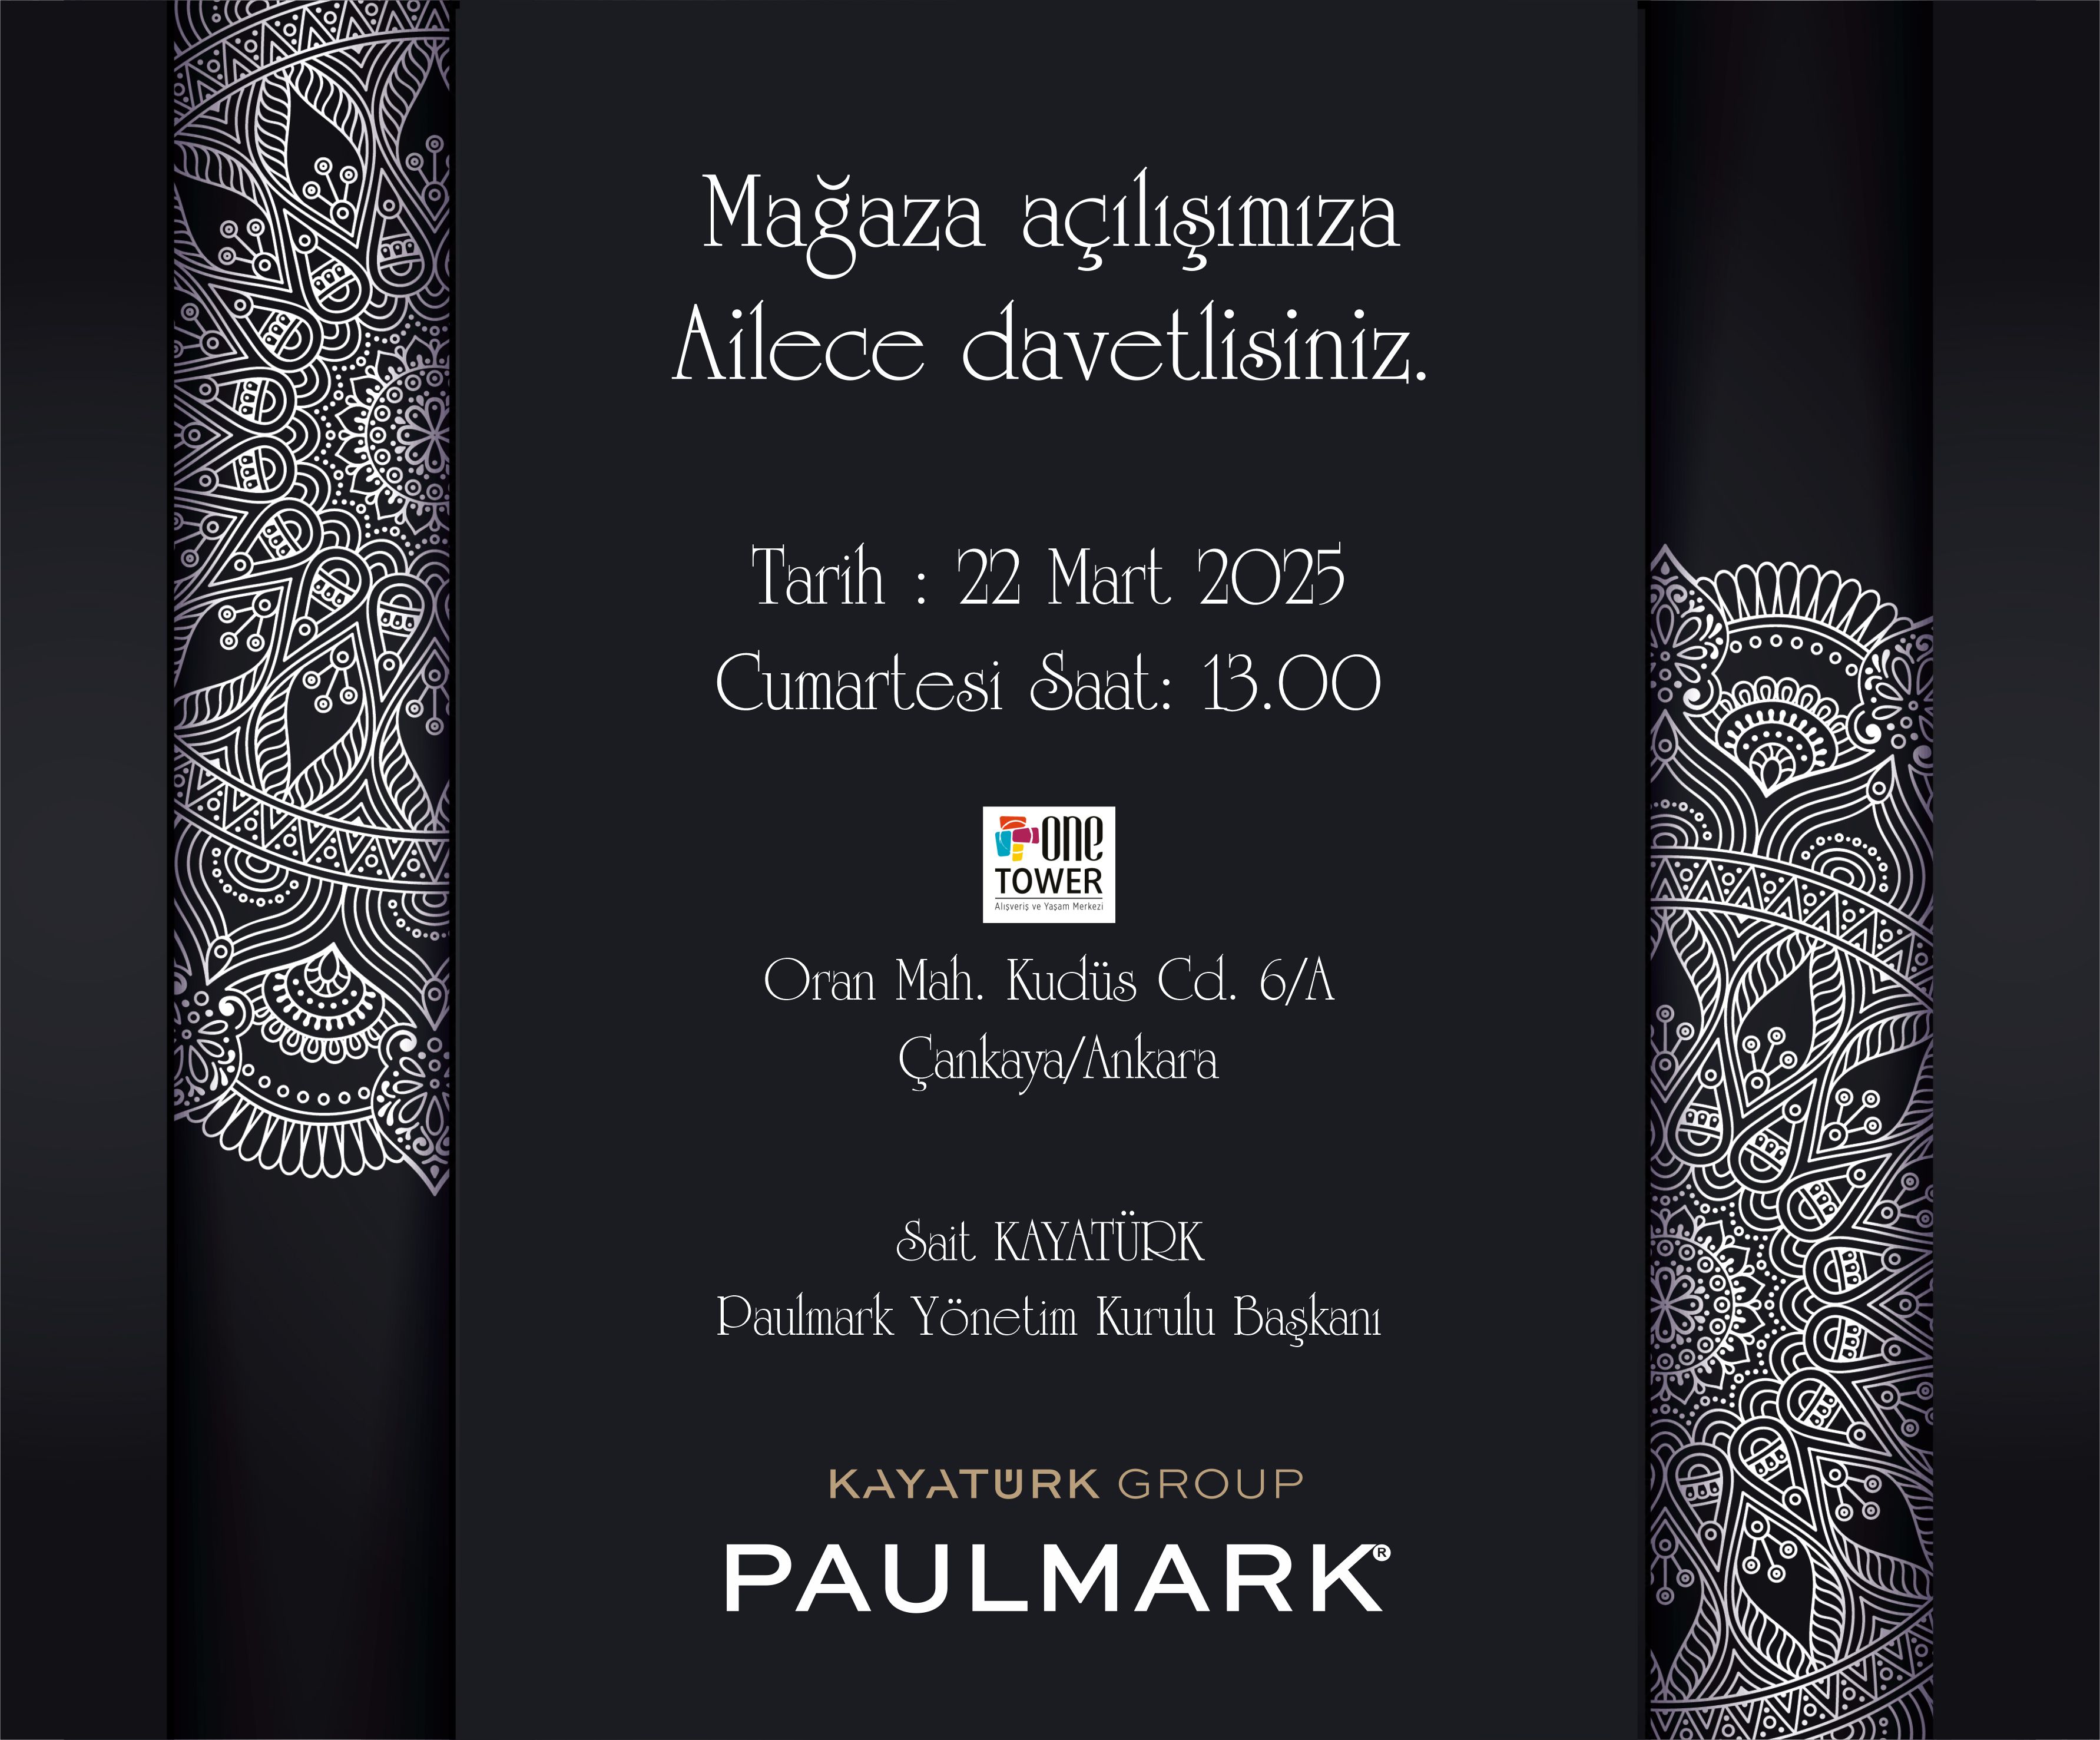 Mağaza açılışımıza
Ailece davetlisiniz.
Tarih : 22 Mart 2025
Cumartesi Saat: 13.00
one
TOWER
Alışveriş ve Yaşam Merkezi
Oran Mah. Kudüs Cd. 6/A
Çankaya/Ankara
Sait KAYATÜRK
Paulmark Yönetim Kurulu Başkanı
KAYATÜRK GROUP
PAULMARK®